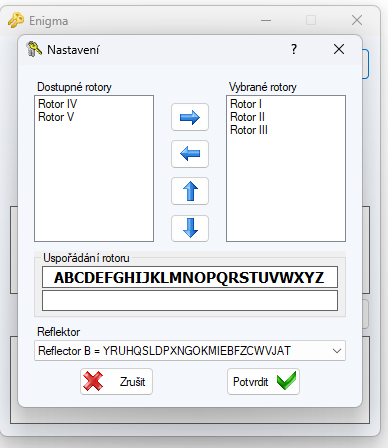 Enigma
Nastavení
?
Dostupné rotory
Vybrané rotory
Rotor IV
Rotor V
Rotor I
Rotor II
Rotor III
Uspořádání rotoru
ABCDEFGHIJKLMNOPQRSTUVWXYZ
Reflektor
Reflector B = YRUHQSLDPXNGOKMIEBFZCWVJAT
Zrušit
Potvrdit